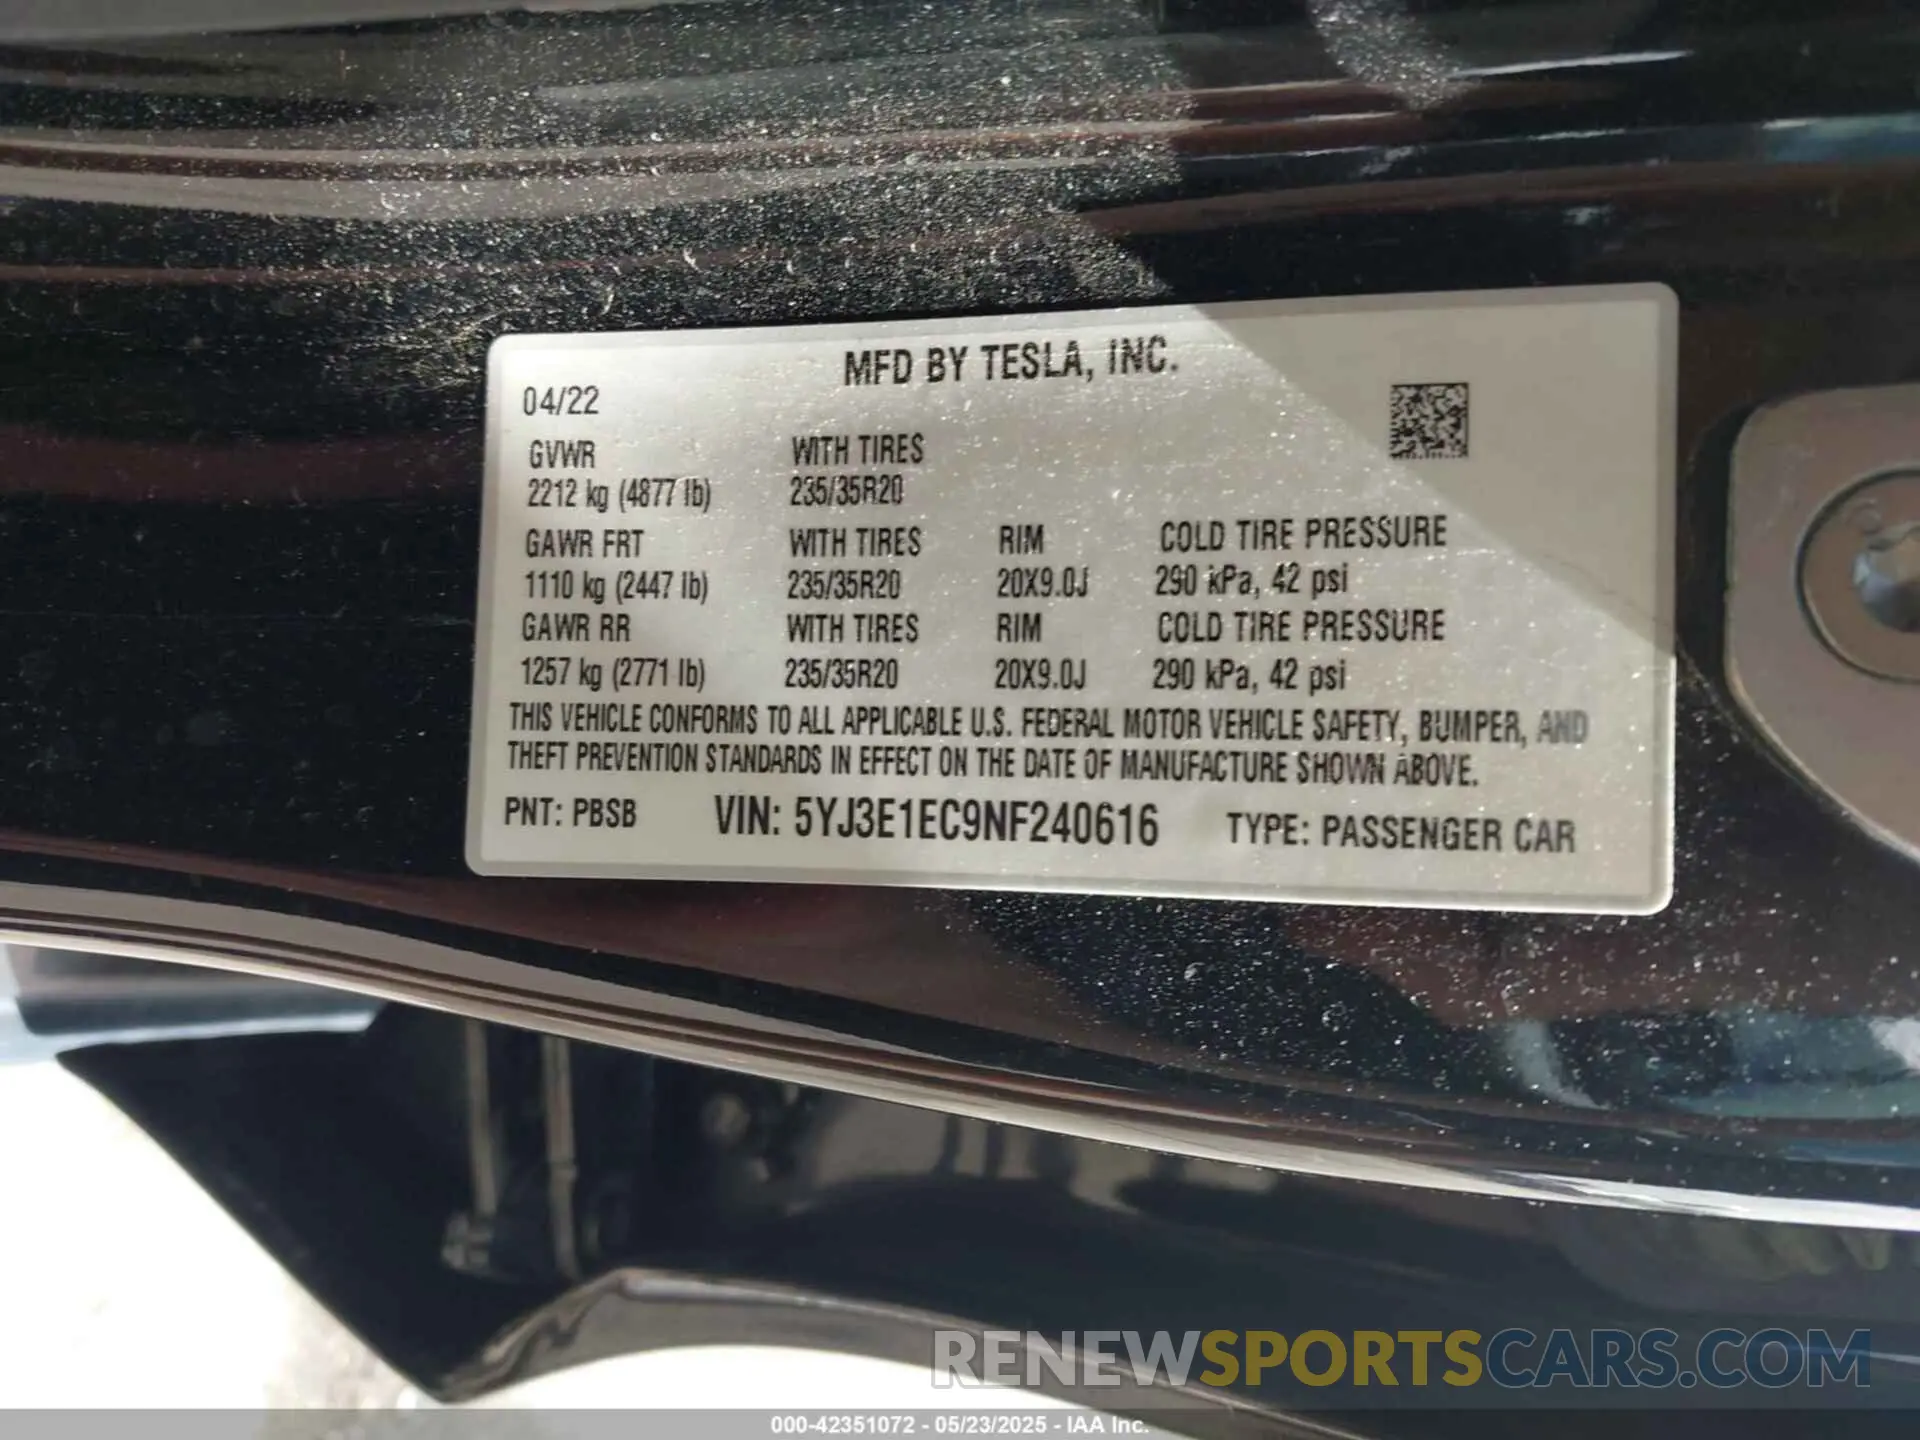 MFD BY TESLA, INC.
04/22
GVWR WITH TIRES
2212 kg (4877 lb) 235/35R20
GAWR FRT WITH TIRES RIM COLD TIRE PRESSURE
1110 kg (2447 lb) 235/35R20 20X9.0J 290 kPa, 42 psi
GAWR RR WITH TIRES RIM COLD TIRE PRESSURE
1257 kg (2771 lb) 235/35R20 20X9.0J 290 kPa, 42 psi
THIS VEHICLE CONFORMS TO ALL APPLICABLE U.S. FEDERAL MOTOR VEHICLE SAFETY, BUMPER, AND
THEFT PREVENTION STANDARDS IN EFFECT ON THE DATE OF MANUFACTURE SHOWN ABOVE.
PNT: PBSB VIN: 5YJ3E1EC9NF240616 TYPE: PASSENGER CAR
RENEWSPORTSCARS.COM
000-42351072 - 05/23/2025 - IAA Inc.